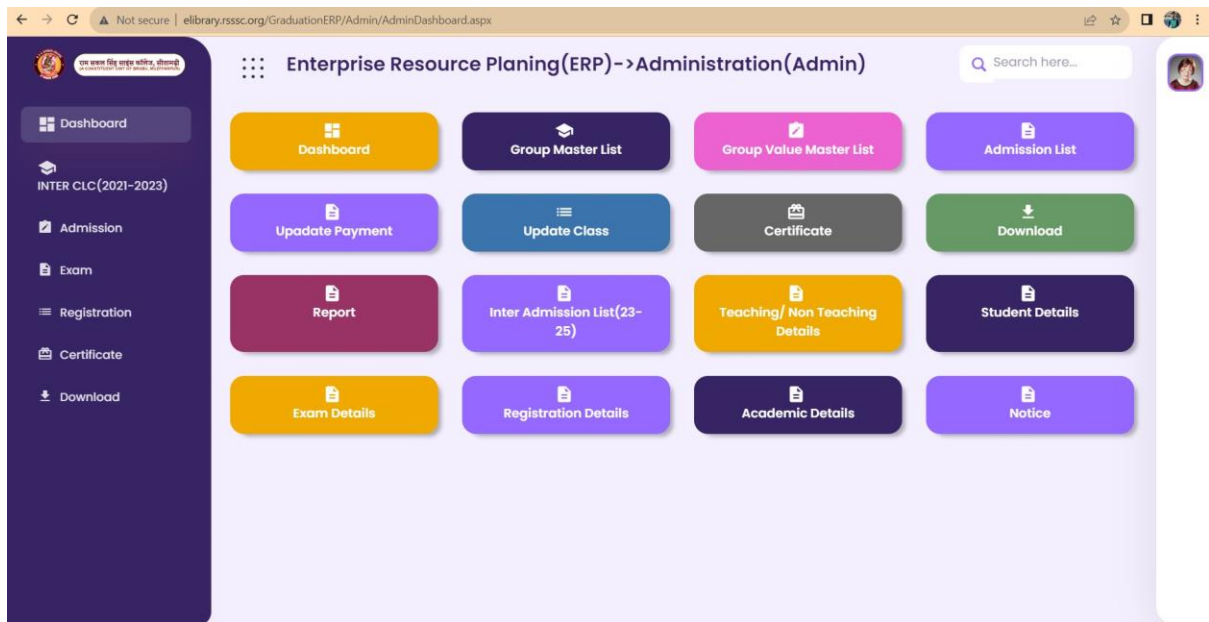 Not secure
elibrary.rsssc.org/GraduationERP/Admin/AdminDashboard.aspx
राम सकल सिंह साइंस कॉलेज, सीतामढ़ी
Enterprise Resource Planing(ERP)->Administration(Admin)
Search here...
Dashboard
INTER CLC(2021-2023)
Admission
Exam
Registration
Certificate
Download
Dashboard
Group Master List
Group Value Master List
Admission List
Upadate Payment
Update Class
Certificate
Download
Report
Inter Admission List(23-
25)
Teaching/ Non Teaching
Details
Student Details
Exam Details
Registration Details
Academic Details
Notice